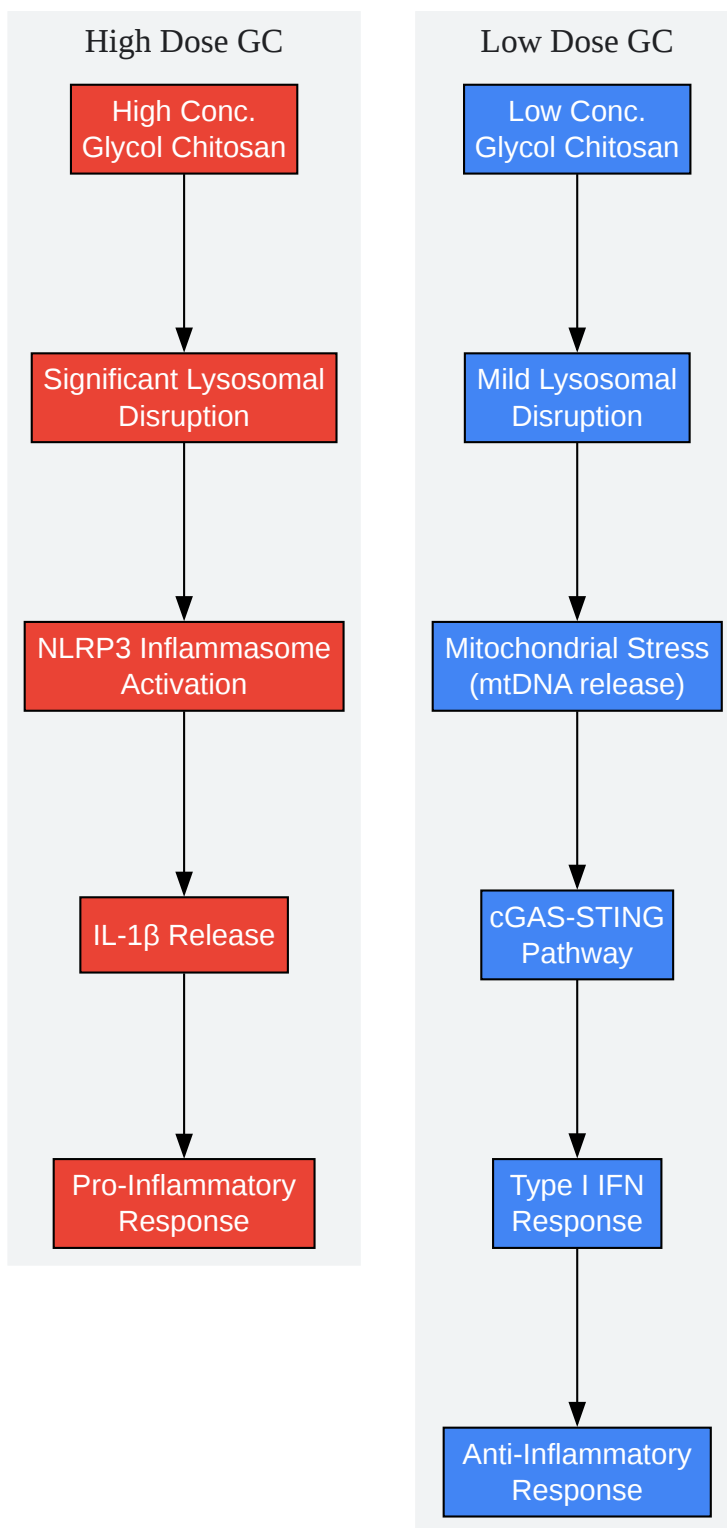 High Dose GC
High Conc.
Glycol Chitosan
Significant Lysosomal
Disruption
NLRP3 Inflammasome
Activation
IL-1β Release
Pro-Inflammatory
Response
Low Dose GC
Low Conc.
Glycol Chitosan
Mild Lysosomal
Disruption
Mitochondrial Stress
(mtDNA release)
cGAS-STING
Pathway
Type I IFN
Response
Anti-Inflammatory
Response